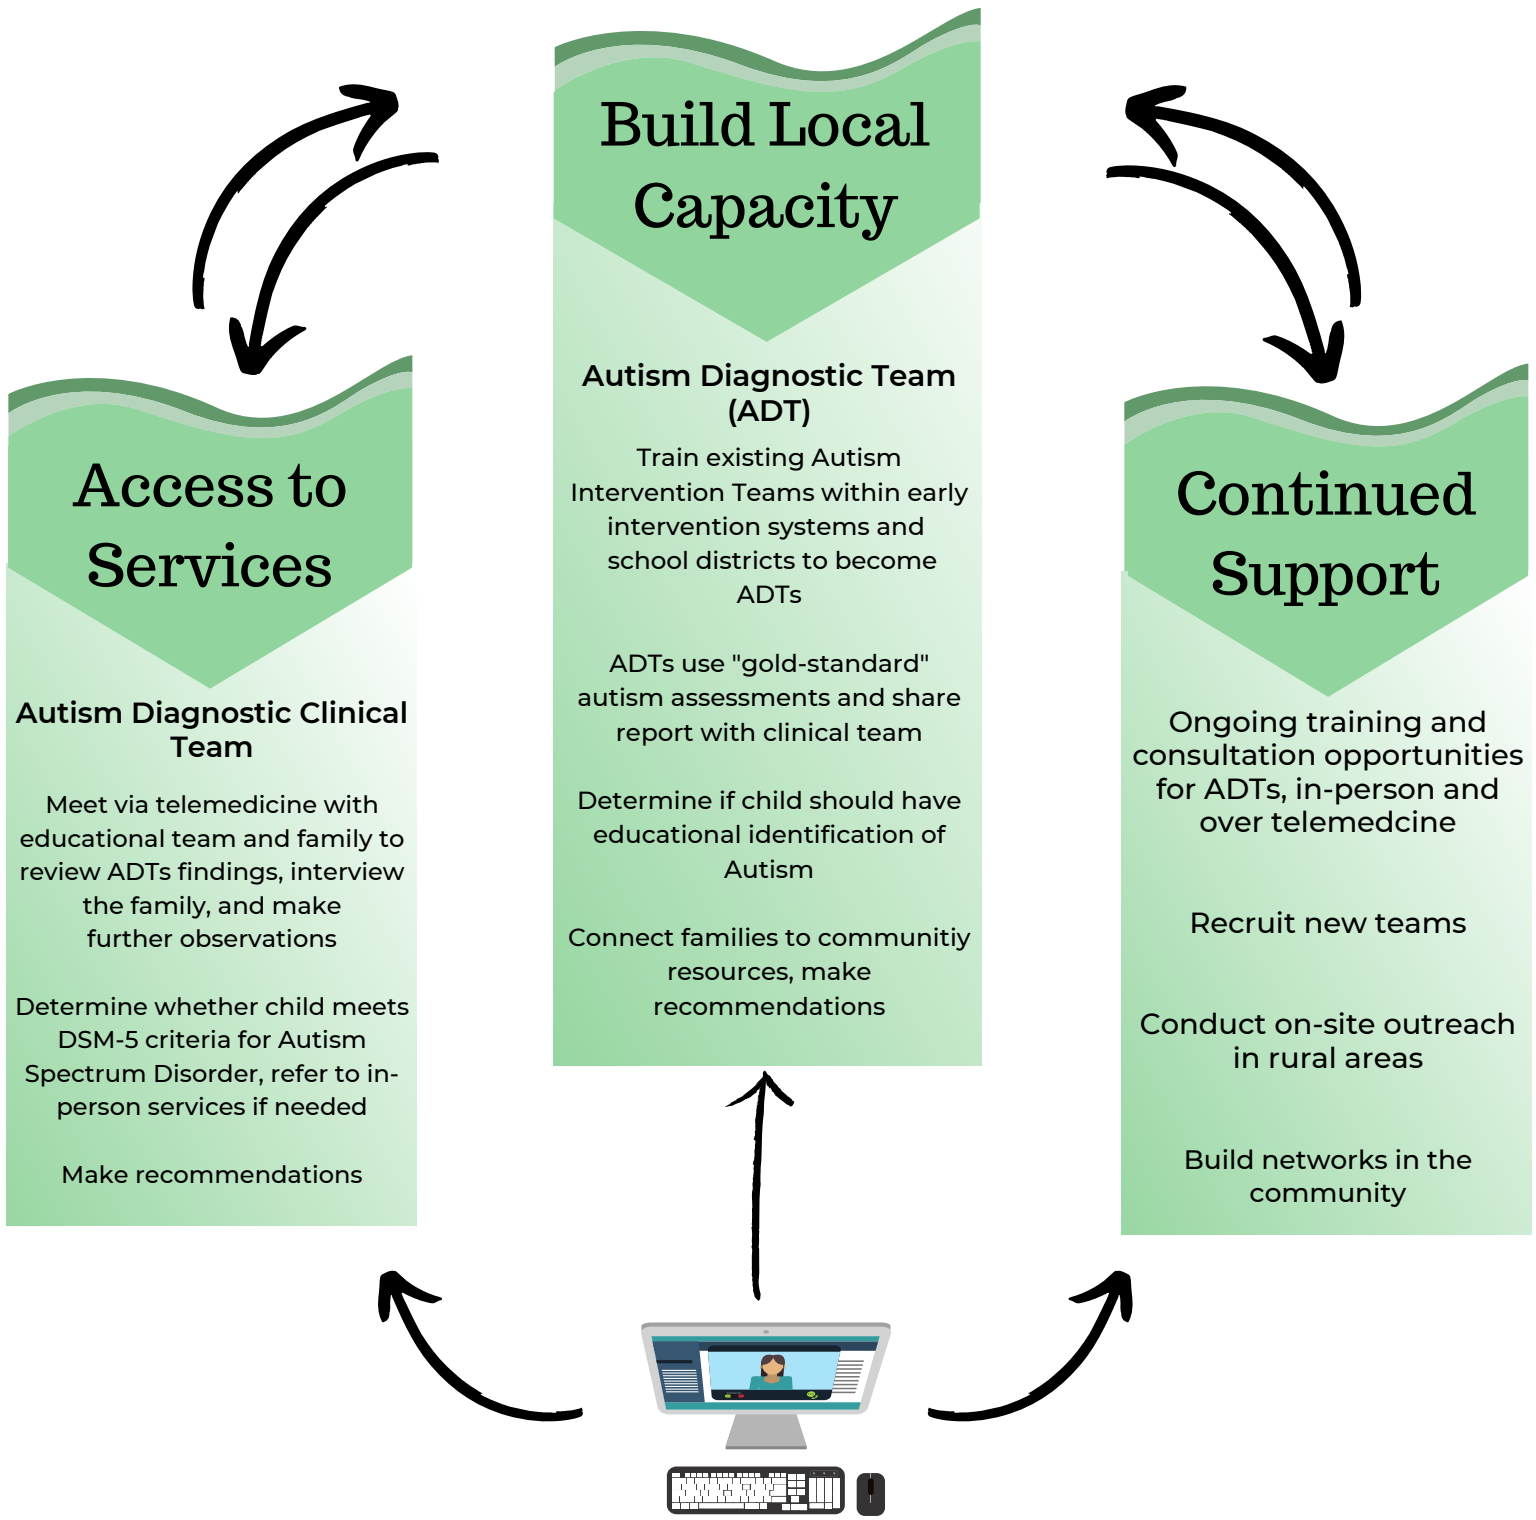 Build Local
Capacity
Autism Diagnostic Team
(ADT)
Train existing Autism
Intervention Teams within early
intervention systems and
school districts to become
ADTs
ADTs use "gold-standard"
autism assessments and share
report with clinical team
Determine if child should have
educational identification of
Autism
Connect families to communitiy
resources, make
recommendations
Access to
Services
Autism Diagnostic Clinical
Team
Meet via telemedicine with
educational team and family to
review ADTs findings, interview
the family, and make
further observations
Determine whether child meets
DSM-5 criteria for Autism
Spectrum Disorder, refer to in-
person services if needed
Make recommendations
Continued
Support
Ongoing training and
consultation opportunities
for ADTs, in-person and
over telemedcine
Recruit new teams
Conduct on-site outreach
in rural areas
Build networks in the
community